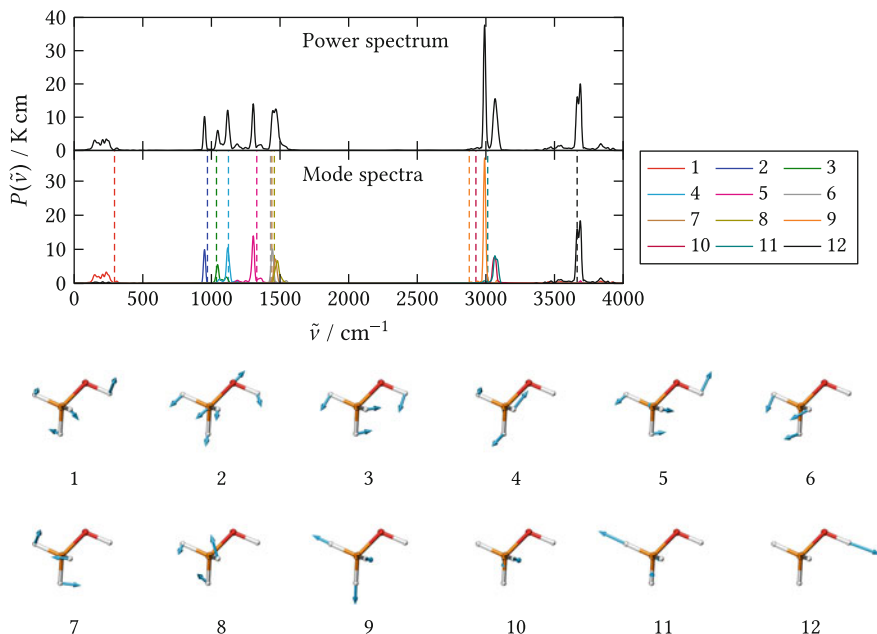 40
30
20
10
0
Power spectrum
30
20
10
0
Mode spectra
P(ν̃) / K cm
0 500 1000 1500 2000 2500 3000 3500 4000
ν̃ / cm⁻¹
1 2 3
4 5 6
7 8 9
10 11 12
1 2 3 4 5 6
7 8 9 10 11 12